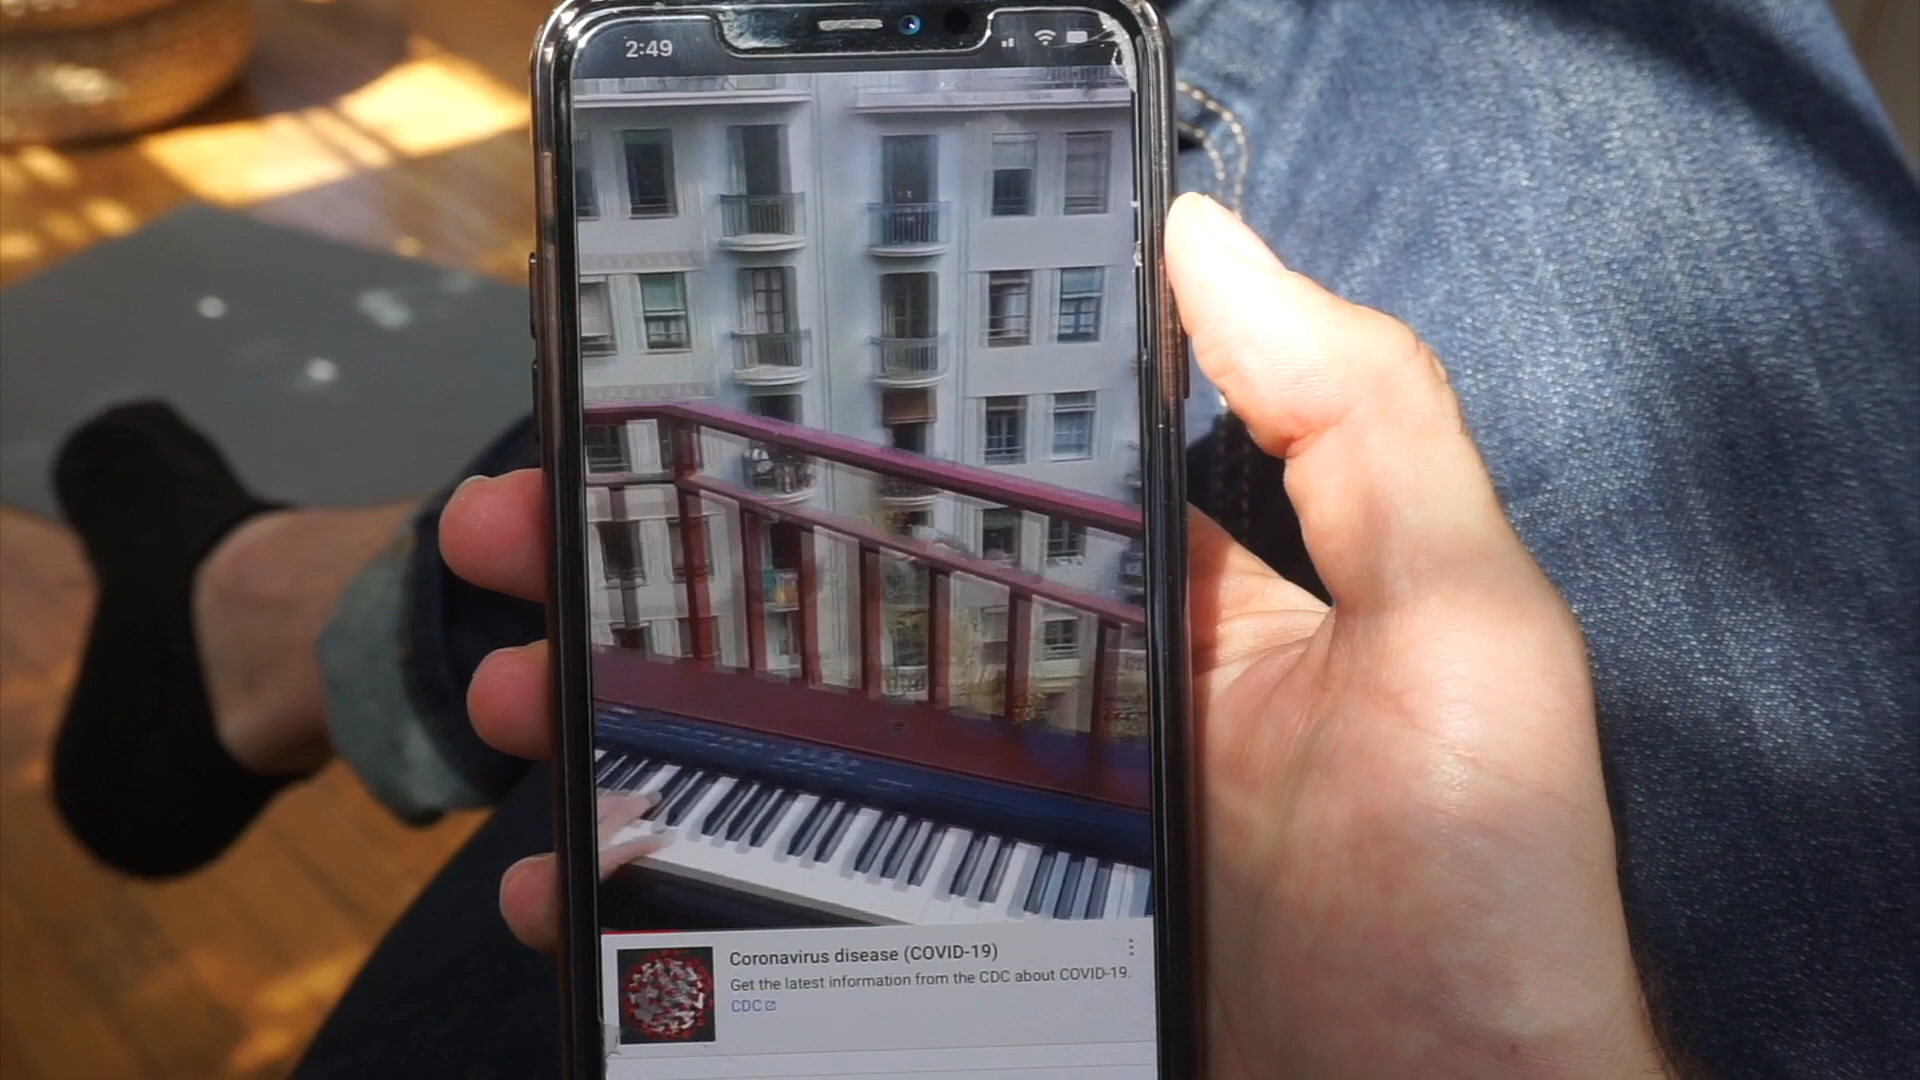 2:49
Coronavirus disease (COVID-19)
Get the latest information from the CDC about COVID-19.
CDC